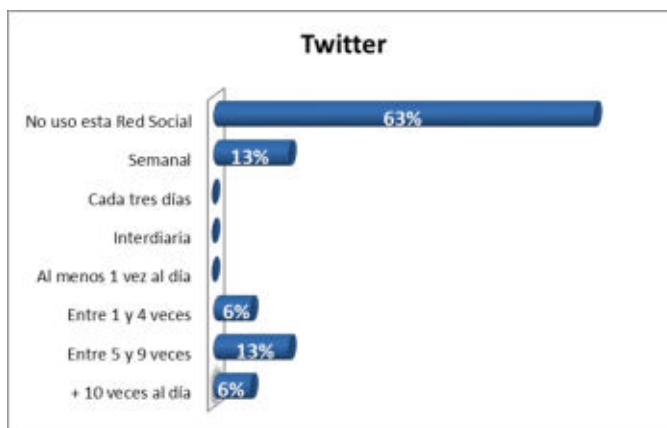 Twitter
No uso esta Red Social 63%
Semanal 13%
Cada tres días
Interdiaria
Al menos 1 vez al día
Entre 1 y 4 veces 6%
Entre 5 y 9 veces 13%
+ 10 veces al día 6%